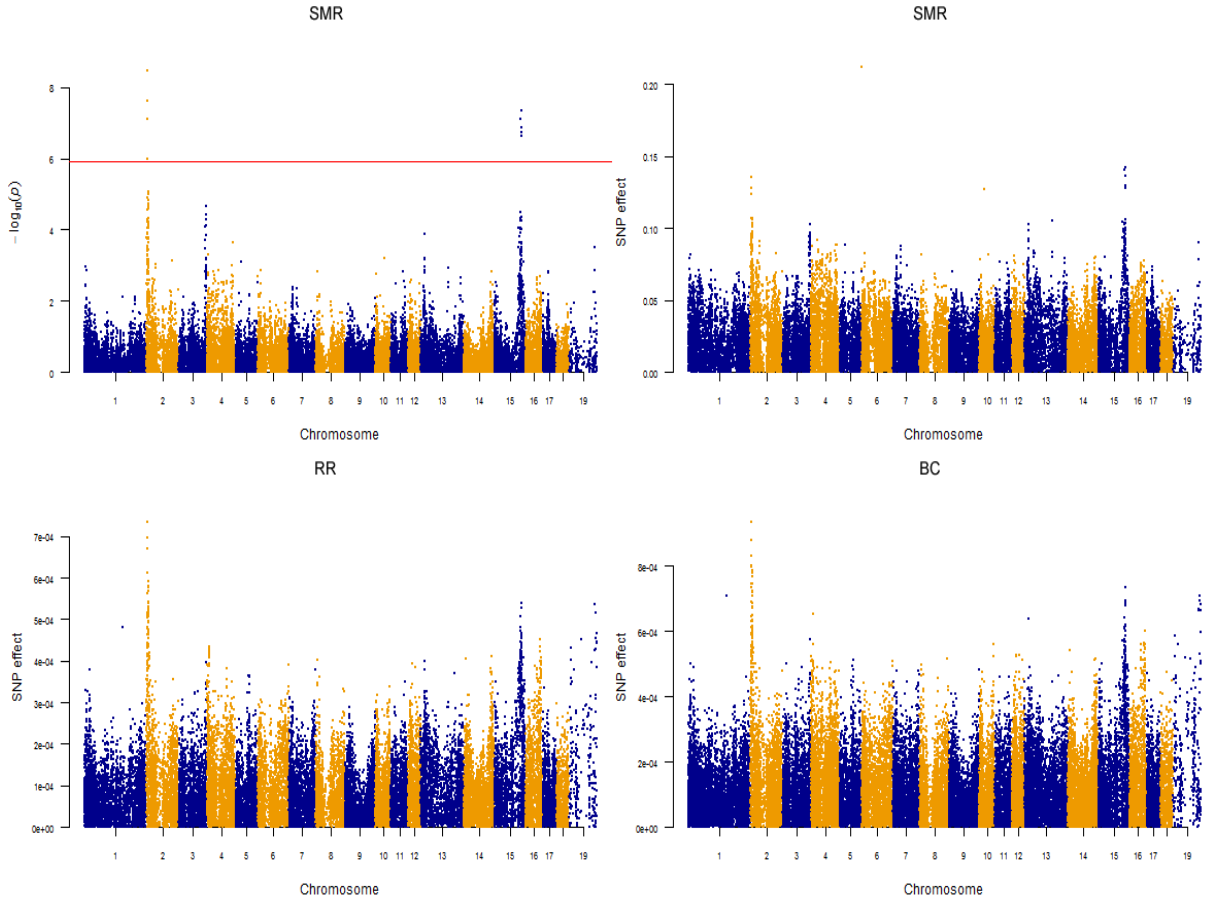 SMR
8
6
4
2
0
− log₁₀(p)
1 2 3 4 5 6 7 8 9 10 11 12 13 14 15 16 17 19
Chromosome
SMR
0.20
0.15
0.10
0.05
0.00
SNP effect
1 2 3 4 5 6 7 8 9 10 12 13 14 15 16 17 19
Chromosome
RR
7e-04
6e-04
5e-04
4e-04
3e-04
2e-04
1e-04
0e+00
SNP effect
1 2 3 4 5 6 7 8 9 10 11 12 13 14 15 16 17 19
Chromosome
BC
8e-04
6e-04
4e-04
2e-04
0e+00
SNP effect
1 2 3 4 5 6 7 8 9 10 12 13 14 15 16 17 19
Chromosome